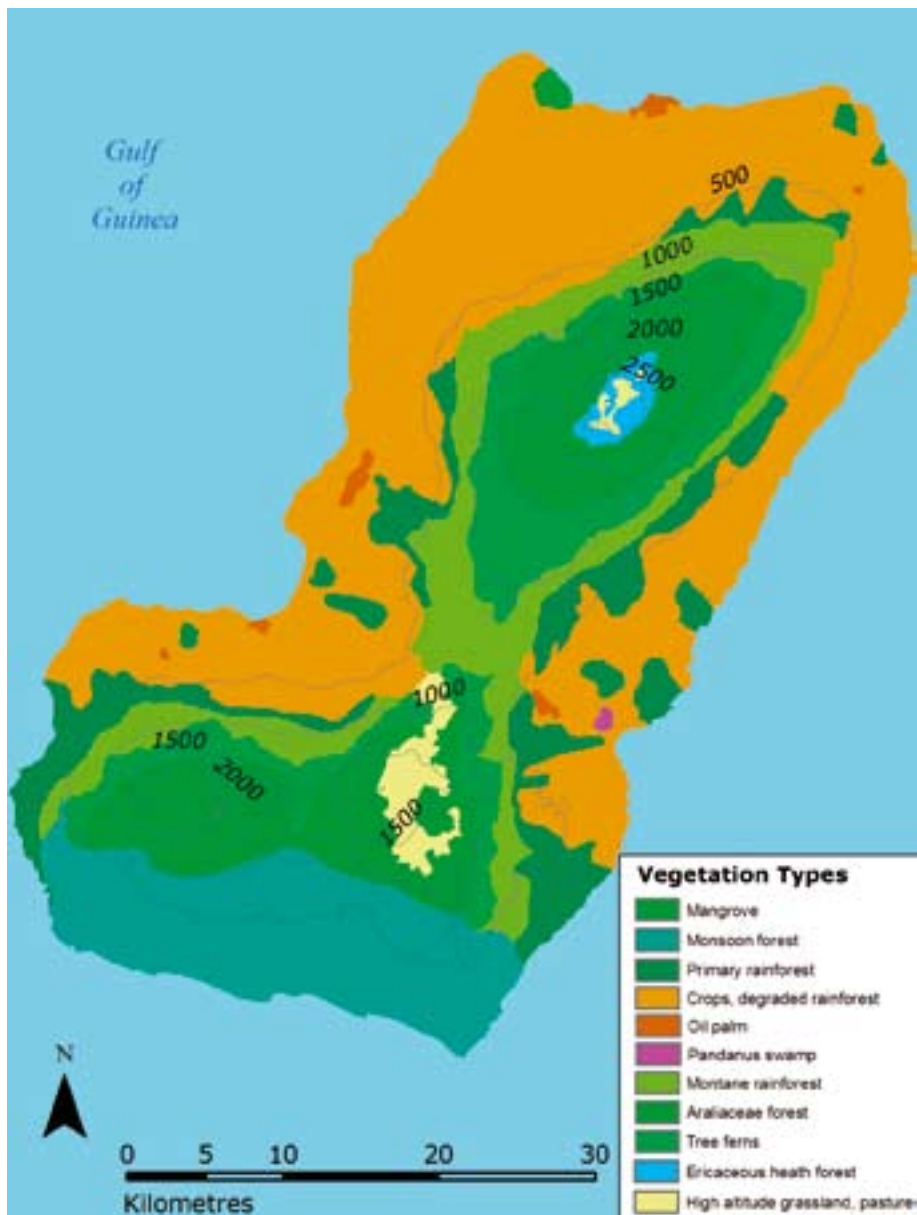 Gulf
of
Guinea
500
1000
1500
2000
2500
1000
1500
2000
1500
N
0 5 10 20 30
Kilometres
Vegetation Types
Mangrove
Monsoon forest
Primary rainforest
Crops, degraded rainforest
Oil palm
Pandanus swamp
Montane rainforest
Araliaceae forest
Tree ferns
Ericaceous heath forest
High altitude grassland, pasture